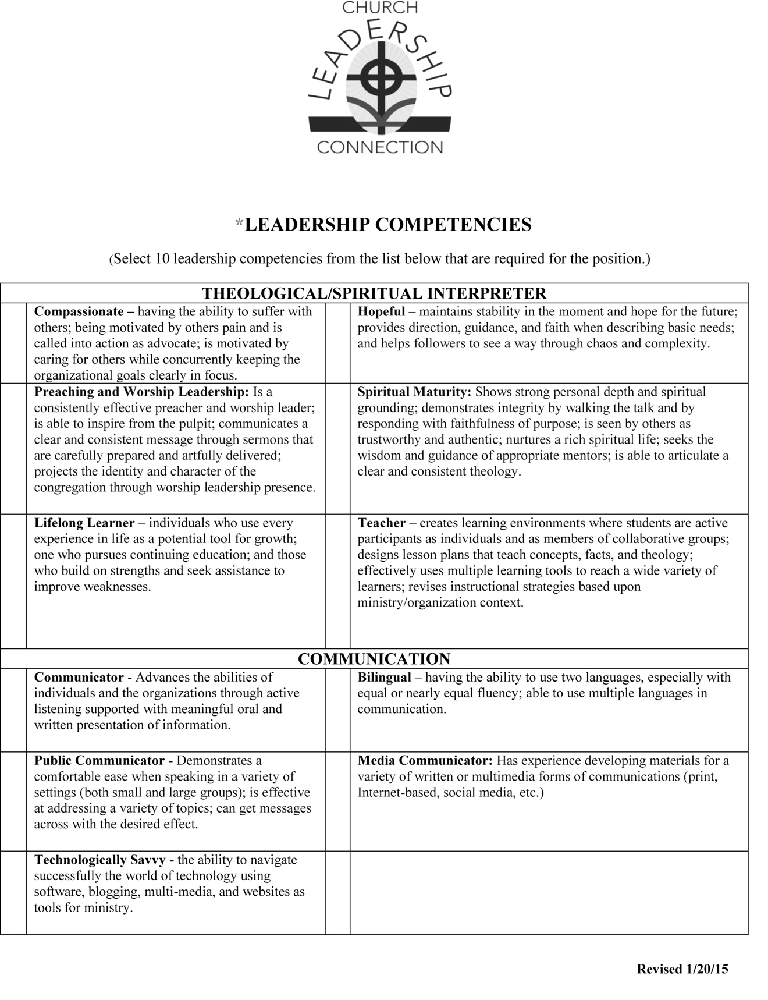 CHURCH
LEADERSHIP
CONNECTION
*LEADERSHIP COMPETENCIES
(Select 10 leadership competencies from the list below that are required for the position.)
THEOLOGICAL/SPIRITUAL INTERPRETER
Compassionate – having the ability to suffer with
others; being motivated by others pain and is
called into action as advocate; is motivated by
caring for others while concurrently keeping the
organizational goals clearly in focus.
Hopeful – maintains stability in the moment and hope for the future;
provides direction, guidance, and faith when describing basic needs;
and helps followers to see a way through chaos and complexity.
Preaching and Worship Leadership: Is a
consistently effective preacher and worship leader;
is able to inspire from the pulpit; communicates a
clear and consistent message through sermons that
are carefully prepared and artfully delivered;
projects the identity and character of the
congregation through worship leadership presence.
Spiritual Maturity: Shows strong personal depth and spiritual
grounding; demonstrates integrity by walking the talk and by
responding with faithfulness of purpose; is seen by others as
trustworthy and authentic; nurtures a rich spiritual life; seeks the
wisdom and guidance of appropriate mentors; is able to articulate a
clear and consistent theology.
Lifelong Learner – individuals who use every
experience in life as a potential tool for growth;
one who pursues continuing education; and those
who build on strengths and seek assistance to
improve weaknesses.
Teacher – creates learning environments where students are active
participants as individuals and as members of collaborative groups;
designs lesson plans that teach concepts, facts, and theology;
effectively uses multiple learning tools to reach a wide variety of
learners; revises instructional strategies based upon
ministry/organization context.
COMMUNICATION
Communicator - Advances the abilities of
individuals and the organizations through active
listening supported with meaningful oral and
written presentation of information.
Bilingual – having the ability to use two languages, especially with
equal or nearly equal fluency; able to use multiple languages in
communication.
Public Communicator - Demonstrates a
comfortable ease when speaking in a variety of
settings (both small and large groups); is effective
at addressing a variety of topics; can get messages
across with the desired effect.
Media Communicator: Has experience developing materials for a
variety of written or multimedia forms of communications (print,
Internet-based, social media, etc.)
Technologically Savvy - the ability to navigate
successfully the world of technology using
software, blogging, multi-media, and websites as
tools for ministry.
Revised 1/20/15